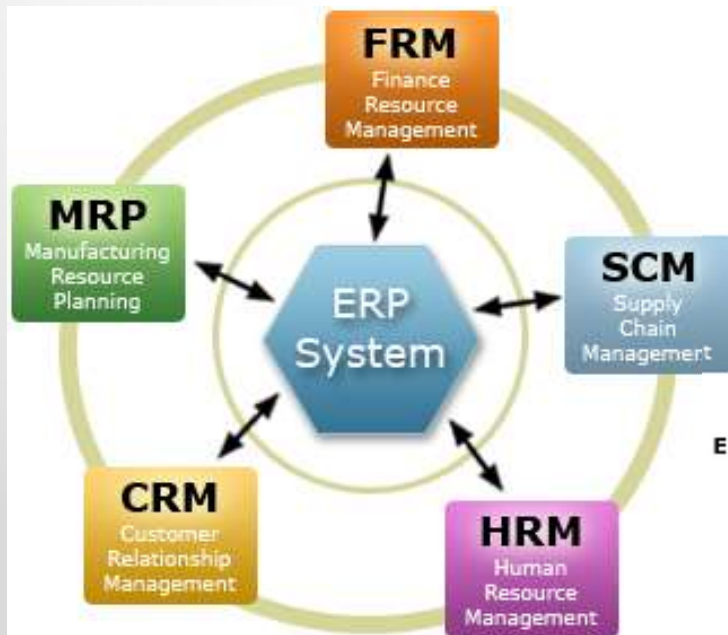 FRM
Finance
Resource
Management
MRP
Manufacturing
Resource
Planning
SCM
Supply
Chain
Management
ERP
System
E
CRM
Customer
Relationship
Management
HRM
Human
Resource
Management